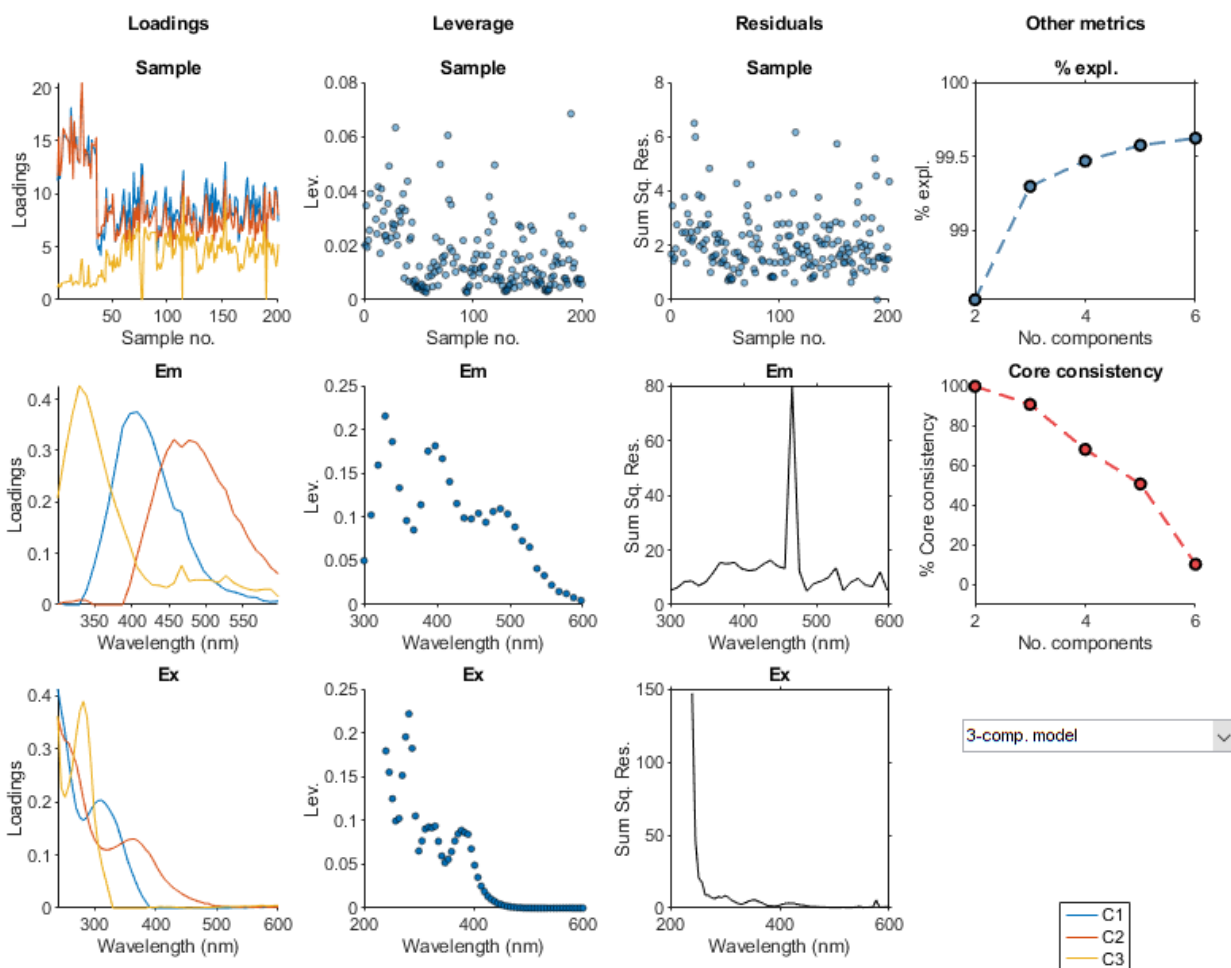 Loadings
Leverage
Residuals
Other metrics
Sample
Sample
Sample
% expl.
Loadings
20
15
10
5
0
50 100 150 200
Sample no.
Lev.
0.08
0.06
0.04
0.02
0
0 100 200
Sample no.
Sum Sq. Res.
8
6
4
2
0
0 100 200
Sample no.
% expl.
100
99.5
99
2 4 6
No. components
Em
Em
Em
Core consistency
Loadings
0.4
0.3
0.2
0.1
0
350 400 450 500 550
Wavelength (nm)
Lev.
0.25
0.2
0.15
0.1
0.05
0
300 400 500 600
Wavelength (nm)
Sum Sq. Res.
80
60
40
20
0
300 400 500 600
Wavelength (nm)
% Core consistency
100
80
60
40
20
0
2 4 6
No. components
Ex
Ex
Ex
Loadings
0.4
0.3
0.2
0.1
0
300 400 500 600
Wavelength (nm)
Lev.
0.25
0.2
0.15
0.1
0.05
0
200 400 600
Wavelength (nm)
Sum Sq. Res.
150
100
50
0
200 400 600
Wavelength (nm)
3-comp. model
C1
C2
C3